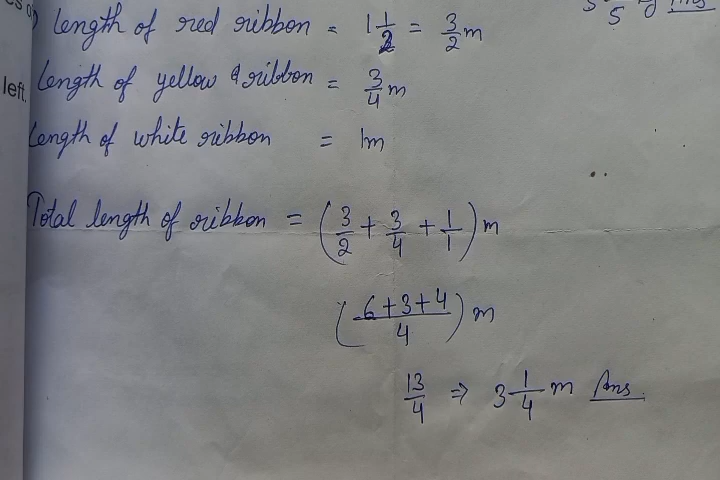 Length of red ribbon = 1 1/2 = 3/2 m
5 Ans
left.
Length of yellow ribbon = 3/4 m
Length of white ribbon = 1m
Total length of ribbon = (3/2 + 3/4 + 1/1) m
(6+3+4/4) m
13/4 ⇒ 3 1/4 m Ans.